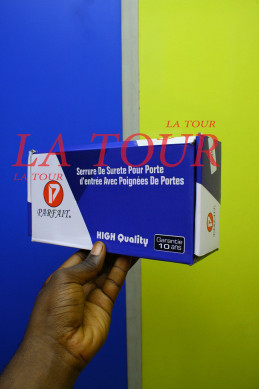 LA TOUR
LA TOUR
LA TOUR
Serrure De Surete Pour Porte
d'entrée Avec Poignées De Portes
PARFAIT.
HIGH Quality
Garantie
10 ans